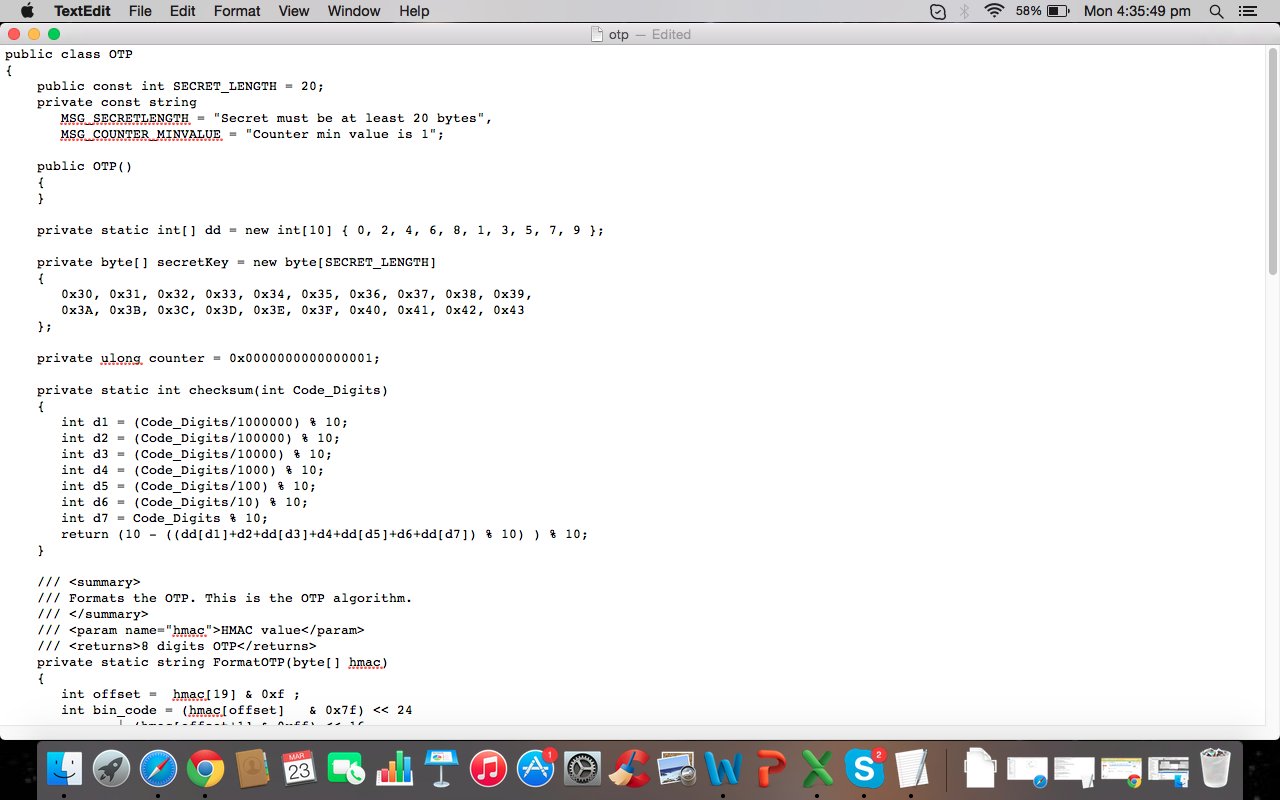 TextEdit File Edit Format View Window Help 58% Mon 4:35:49 pm
otp — Edited
public class OTP
{
    public const int SECRET_LENGTH = 20;
    private const string
       MSG_SECRETLENGTH = "Secret must be at least 20 bytes",
       MSG_COUNTER_MINVALUE = "Counter min value is 1";

    public OTP()
    {
    }

    private static int[] dd = new int[10] { 0, 2, 4, 6, 8, 1, 3, 5, 7, 9 };

    private byte[] secretKey = new byte[SECRET_LENGTH]
    {
       0x30, 0x31, 0x32, 0x33, 0x34, 0x35, 0x36, 0x37, 0x38, 0x39,
       0x3A, 0x3B, 0x3C, 0x3D, 0x3E, 0x3F, 0x40, 0x41, 0x42, 0x43
    };

    private ulong counter = 0x0000000000000001;

    private static int checksum(int Code_Digits)
    {
       int d1 = (Code_Digits/1000000) % 10;
       int d2 = (Code_Digits/100000) % 10;
       int d3 = (Code_Digits/10000) % 10;
       int d4 = (Code_Digits/1000) % 10;
       int d5 = (Code_Digits/100) % 10;
       int d6 = (Code_Digits/10) % 10;
       int d7 = Code_Digits % 10;
       return (10 - ((dd[d1]+d2+dd[d3]+d4+dd[d5]+d6+dd[d7]) % 10) ) % 10;
    }

    /// <summary>
    /// Formats the OTP. This is the OTP algorithm.
    /// </summary>
    /// <param name="hmac">HMAC value</param>
    /// <returns>8 digits OTP</returns>
    private static string FormatOTP(byte[] hmac)
    {
       int offset =  hmac[19] & 0xf ;
       int bin_code = (hmac[offset]   & 0x7f) << 24
              | (hmac[offset+1] & 0xff) << 16
MAR
23
1
2